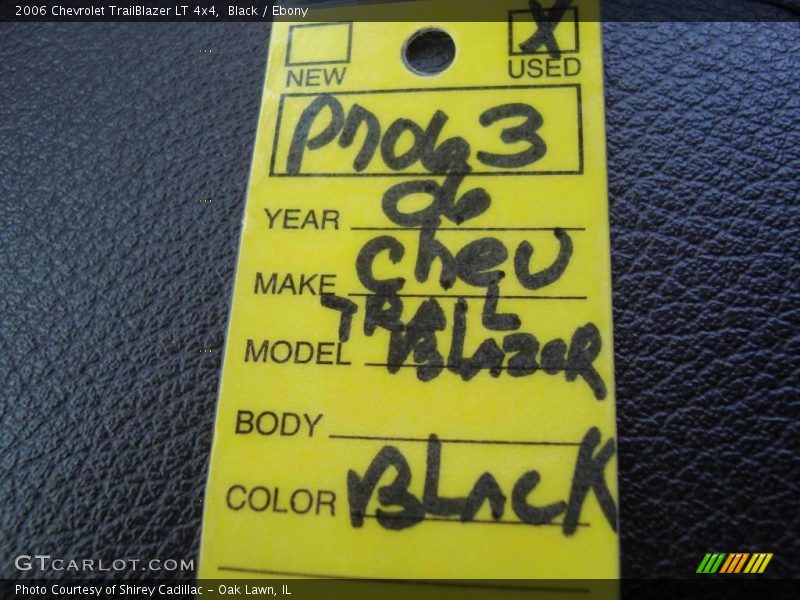 2006 Chevrolet TrailBlazer LT 4x4, Black / Ebony
X
NEW USED
PN063
YEAR 06
MAKE Chev
MODEL TRAIL
BLAZER
BODY
COLOR BLACK
GTCARLOT.COM
Photo Courtesy of Shirey Cadillac - Oak Lawn, IL